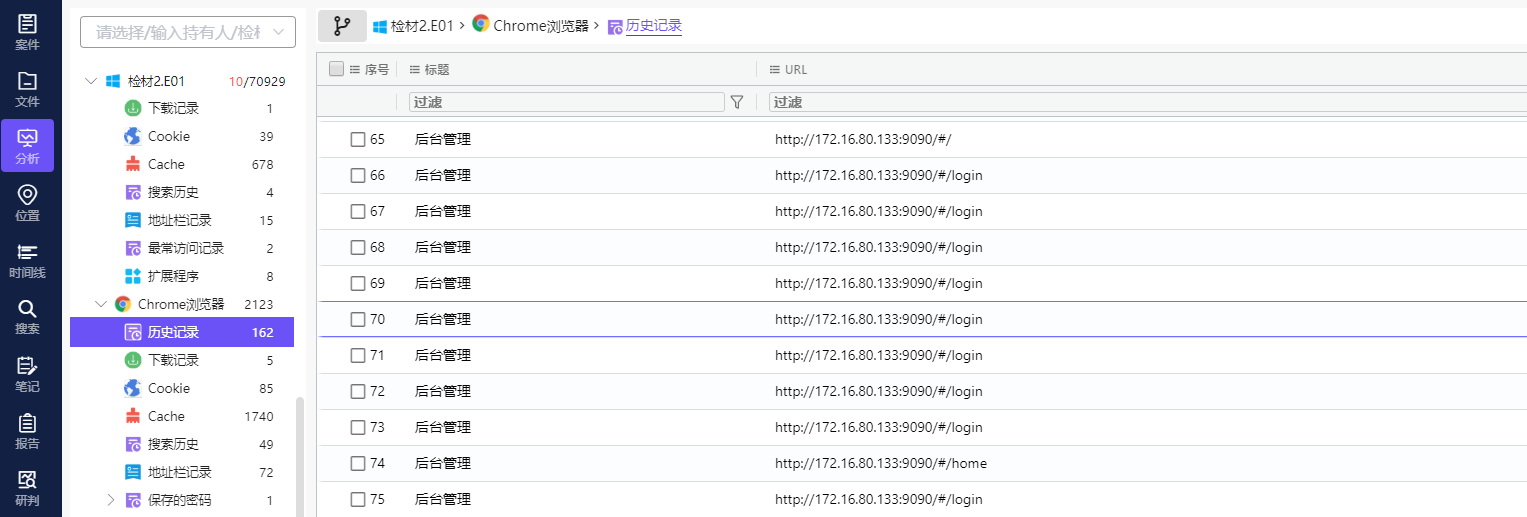 案件
文件
分析
位置
时间线
搜索
笔记
报告
研判
请选择/输入持有人/检材
检材2.E01 10/70929
下载记录 1
Cookie 39
Cache 678
搜索历史 4
地址栏记录 15
最常访问记录 2
扩展程序 8
Chrome浏览器 2123
历史记录 162
下载记录 5
Cookie 85
Cache 1740
搜索历史 49
地址栏记录 72
保存的密码 1
检材2.E01 > Chrome浏览器 > 历史记录
序号 标题 URL
过滤 过滤
65 后台管理 http://172.16.80.133:9090/#/
66 后台管理 http://172.16.80.133:9090/#/login
67 后台管理 http://172.16.80.133:9090/#/login
68 后台管理 http://172.16.80.133:9090/#/login
69 后台管理 http://172.16.80.133:9090/#/login
70 后台管理 http://172.16.80.133:9090/#/login
71 后台管理 http://172.16.80.133:9090/#/login
72 后台管理 http://172.16.80.133:9090/#/login
73 后台管理 http://172.16.80.133:9090/#/login
74 后台管理 http://172.16.80.133:9090/#/home
75 后台管理 http://172.16.80.133:9090/#/login